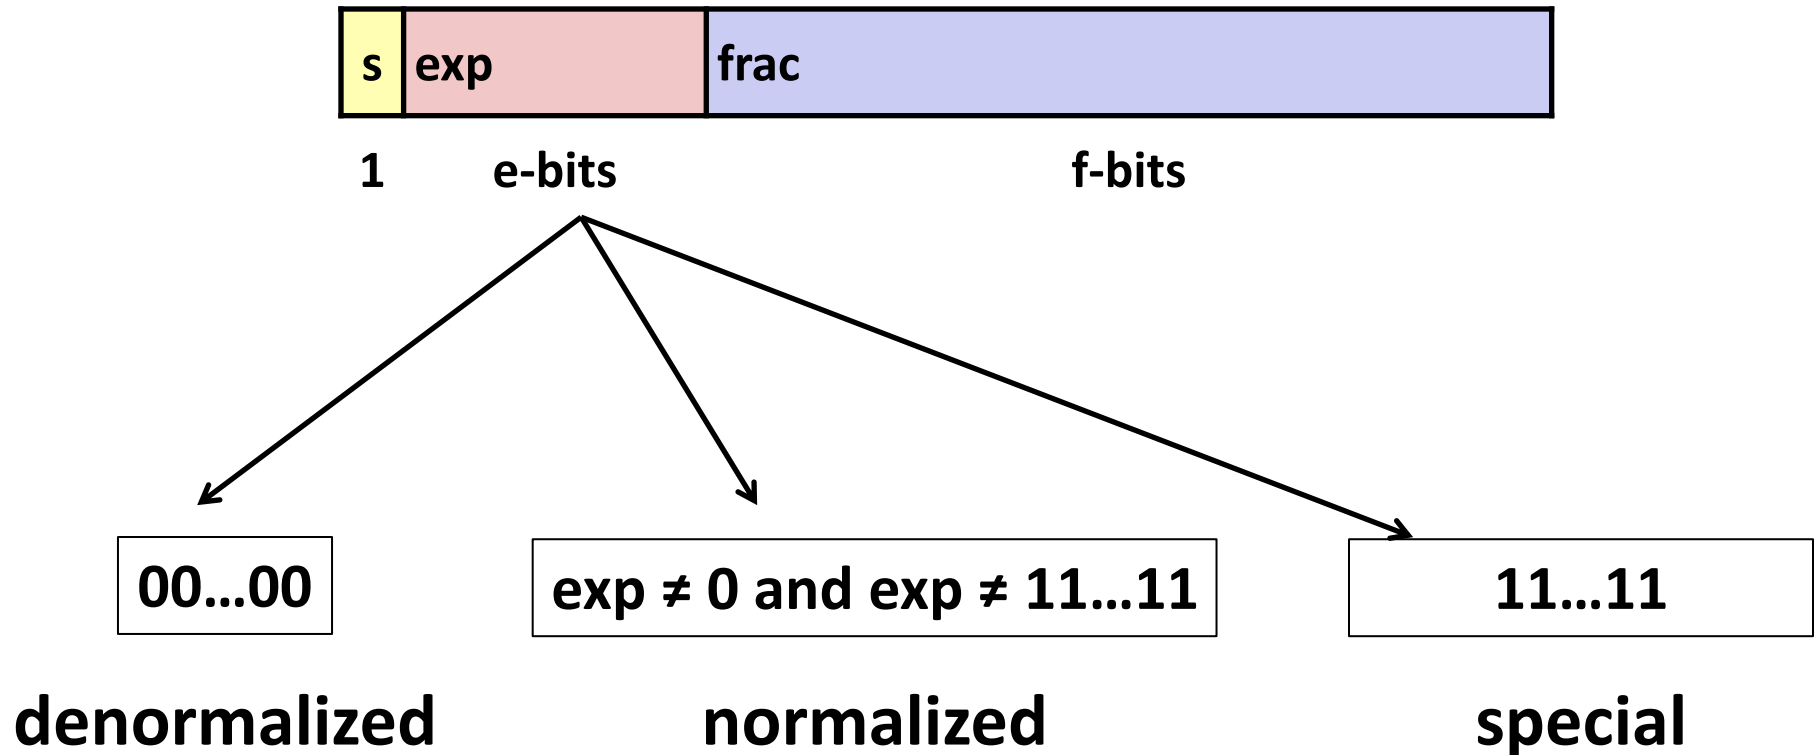 s exp frac
1 e-bits f-bits
00...00 exp ≠ 0 and exp ≠ 11...11 11...11
denormalized normalized special